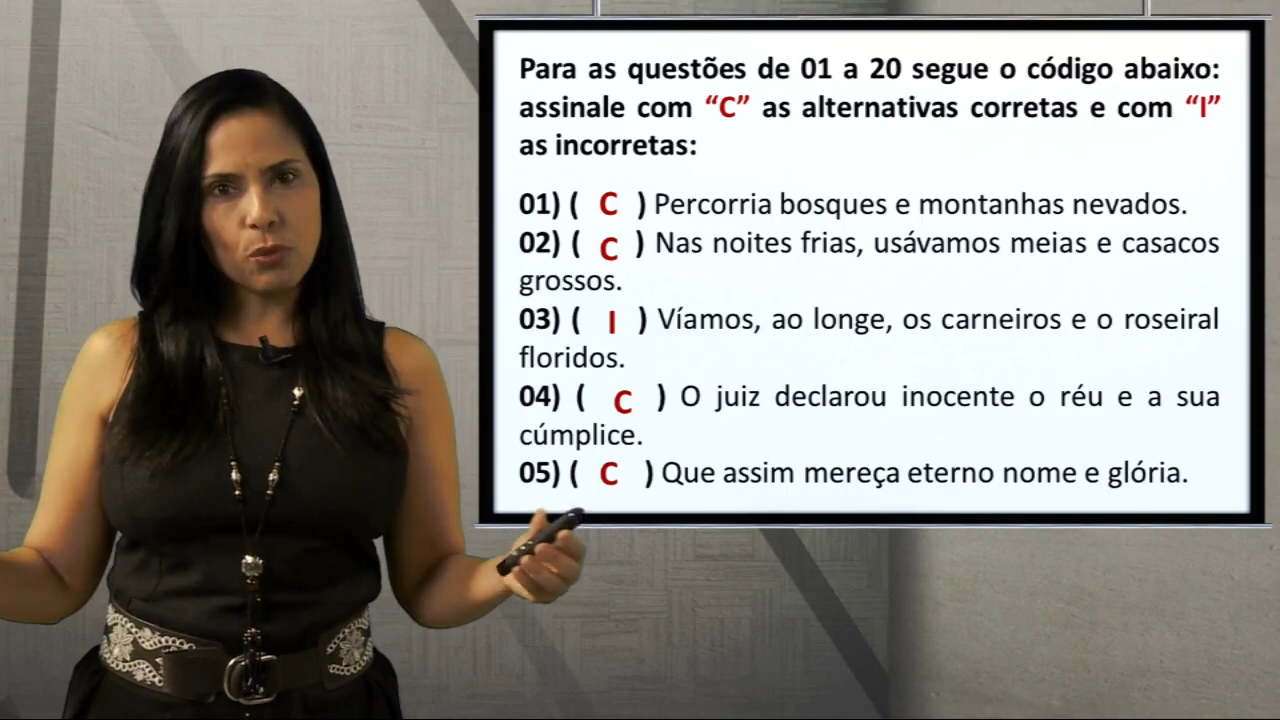 Para as questões de 01 a 20 segue o código abaixo:
assinale com “C” as alternativas corretas e com “I”
as incorretas:
01) ( C ) Percorria bosques e montanhas nevados.
02) ( C ) Nas noites frias, usávamos meias e casacos
grossos.
03) ( I ) Víamos, ao longe, os carneiros e o roseiral
floridos.
04) ( C ) O juiz declarou inocente o réu e a sua
cúmplice.
05) ( C ) Que assim mereça eterno nome e glória.